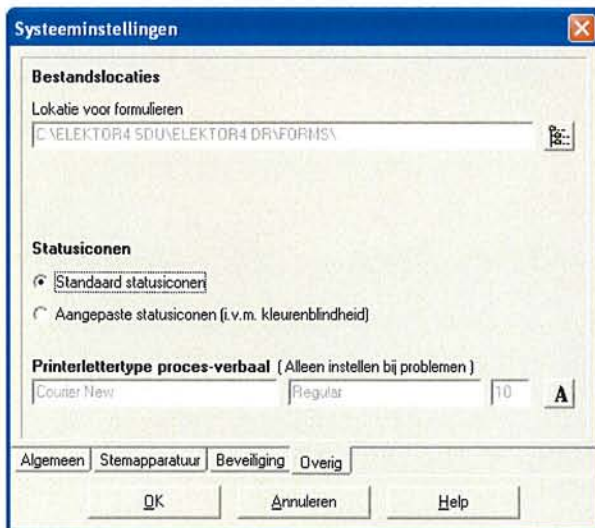 Systeeminstellingen
Bestandslocaties
Lokatie voor formulieren
C:\ELEKTOR4 SDU\ELEKTOR4 DR\FORMS\
Statusiconen
Standaard statusiconen
Aangepaste statusiconen (i.v.m. kleurenblindheid)
Printerlettertype proces-verbaal ( Alleen instellen bij problemen )
Courier New Regular 10 A
Algemeen Stemapparatuur Beveiliging Overig
OK Annuleren Help